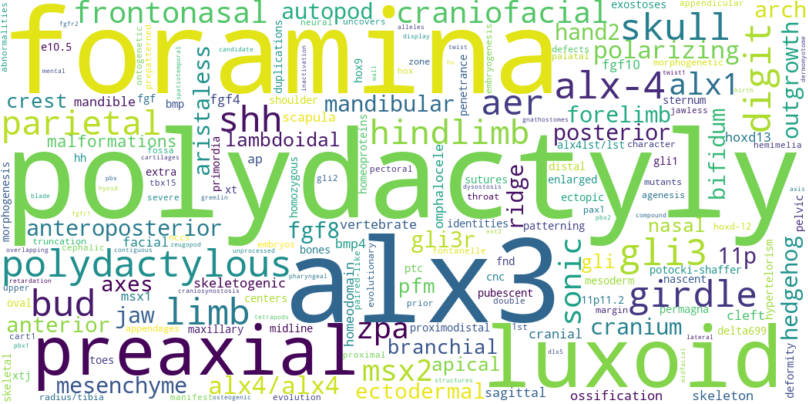 frontonasal
autopod
craniofacial
foramina
skull
hand2
arch
exostoses
appendicular
fgfr2
neural
uncovers
alleles
display
twist
candidate
e10.5
mental
abnormalities
ontogenetic
prepatterned
spatiotemporal
duplications
hox9
hox
inactivation
wall
zone
penetrance
embryogenesis
gnathostomes
defects
palatal
fgf10
morphogenetic
twist1
birth
dermomyotome
polarizing
alx-4
alx1
aer
digit
outgrowth
crest
mandible
fgf
bmp
fgf4
shoulder
mandibular
forelimb
sternum
jawless
parietal
shh
scapula
lambdoidal
hindlimb
posterior
bifidum
hoxd13
hemimelia
malformations
aristaless
primordia
ap
hh
fossa
cartilages
extra
xt
tbx15
severe
pbx
hyoid
blade
gremlin
fgfr1
gli2
homozygous
homeoproteins
pectoral
omphalocele
sutures
dysostosis
throat
ridge
alx4lst/lst
character
distal
enlarged
ectopic
pax1
gli1
mutants
agenesis
compound
pbx2
axis
pelvic
morphogenesis
polydactyly
anteroposterior
fgf8
vertebrate
identities
patterning
hoxd-12
overlapping
contiguous
truncation
cephalic
facial
nccs
zeugopod
unprocessed
embryos
bones
bmp4
gli3r
fontanelle
ext2
gli
gli3
nasal
11p
potocki-shaffer
nascent
mesoderm
hypertelorism
hedgehog
polydactylous
axes
skeletogenic
craniosynostosis
pharyngeal
homeodomain
paired-like
evolutionary
ptc
pfm
prior
cnc
fnd
pubescent
double
sonic
11p11.2
margin
permagna
girdle
retardation
upper
bud
msx1
limb
centers
tetrapods
alx3
oval
anterior
jaw
cart1
pbx1
appendages
maxillary
midline
zpa
proximodistal
1st
cranial
cranium
cleft
delta699
branchial
dlx5
lateral
midfacial
preaxial
luxoid
toes
proximal
msx2
apical
structures
skeletal
xtj
mesenchyme
radius/tibia
manifest
osteogenic
evolution
alx4/alx4
ectodermal
sagittal
ossification
skeleton
deformity